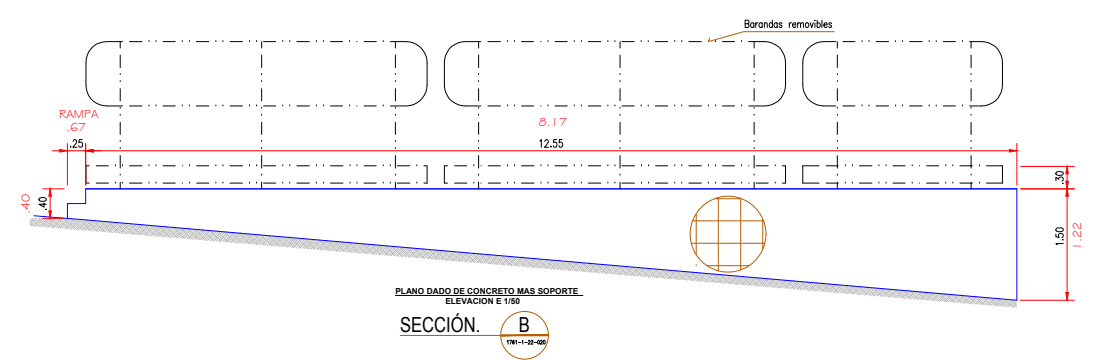 Barandas removibles
RAMPA
.67
.25
8.17
12.55
.30
.40
.40
1.50
1.22
PLANO DADO DE CONCRETO MAS SOPORTE
ELEVACION E 1/50
SECCIÓN.
B
1761-1-22-020